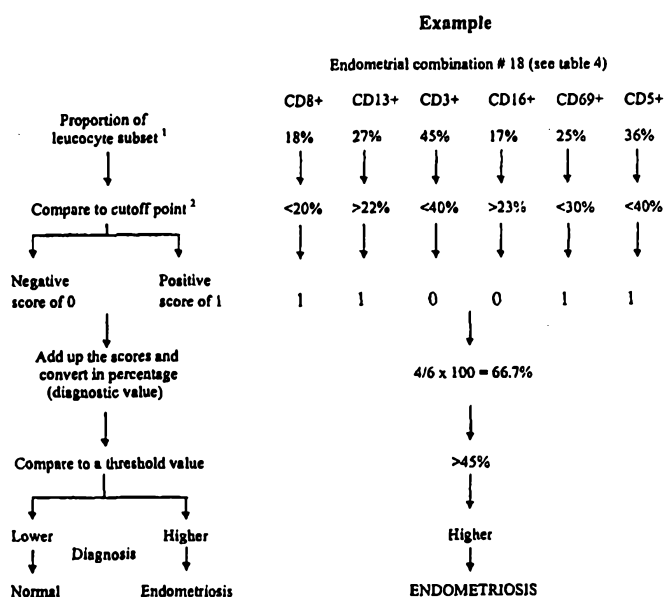 Example
Endometrial combination # 18 (see table 4)
CD8+ CD13+ CD3+ CD16+ CD69+ CD5+
Proportion of
leucocyte subset 1
18% 27% 45% 17% 25% 36%
Compare to cutoff point 2
<20% >22% <40% >23% <30% <40%
Negative
score of 0
Positive
score of 1
1 1 0 0 1 1
Add up the scores and
convert in percentage
(diagnostic value)
4/6 x 100 = 66.7%
Compare to a threshold value
>45%
Lower Higher
Higher
Diagnosis
Normal Endometriosis
ENDOMETRIOSIS